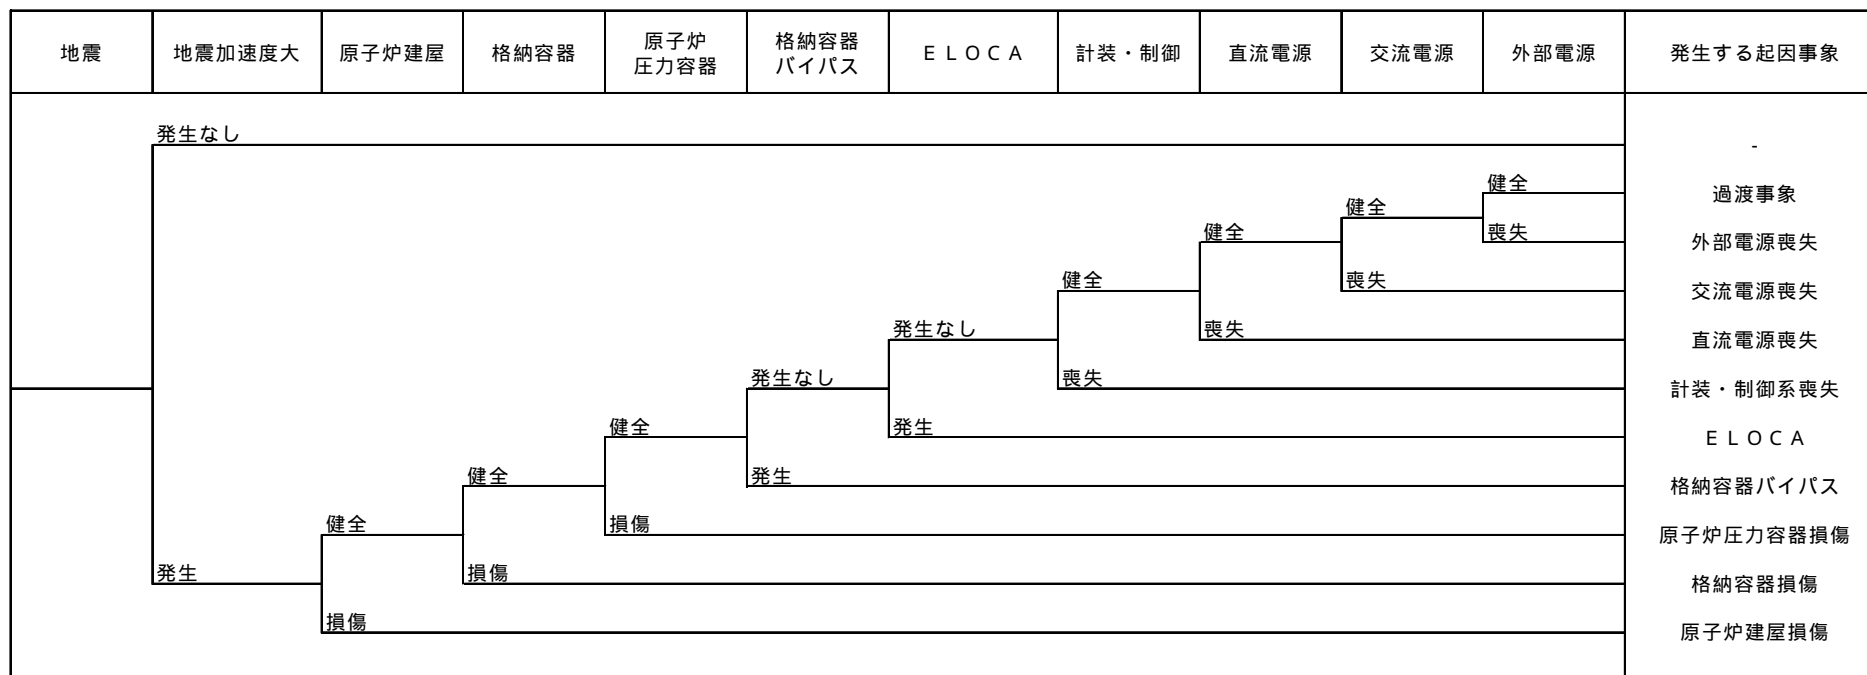 地震
地震加速度大
原子炉建屋
格納容器
原子炉
圧力容器
格納容器
バイパス
ＥＬＯＣＡ
計装・制御
直流電源
交流電源
外部電源
発生する起因事象
発生なし
-
健全
過渡事象
健全
健全
喪失
外部電源喪失
健全
喪失
交流電源喪失
発生なし
喪失
直流電源喪失
発生なし
喪失
計装・制御系喪失
健全
発生
ＥＬＯＣＡ
健全
発生
格納容器バイパス
健全
損傷
原子炉圧力容器損傷
発生
損傷
格納容器損傷
損傷
原子炉建屋損傷